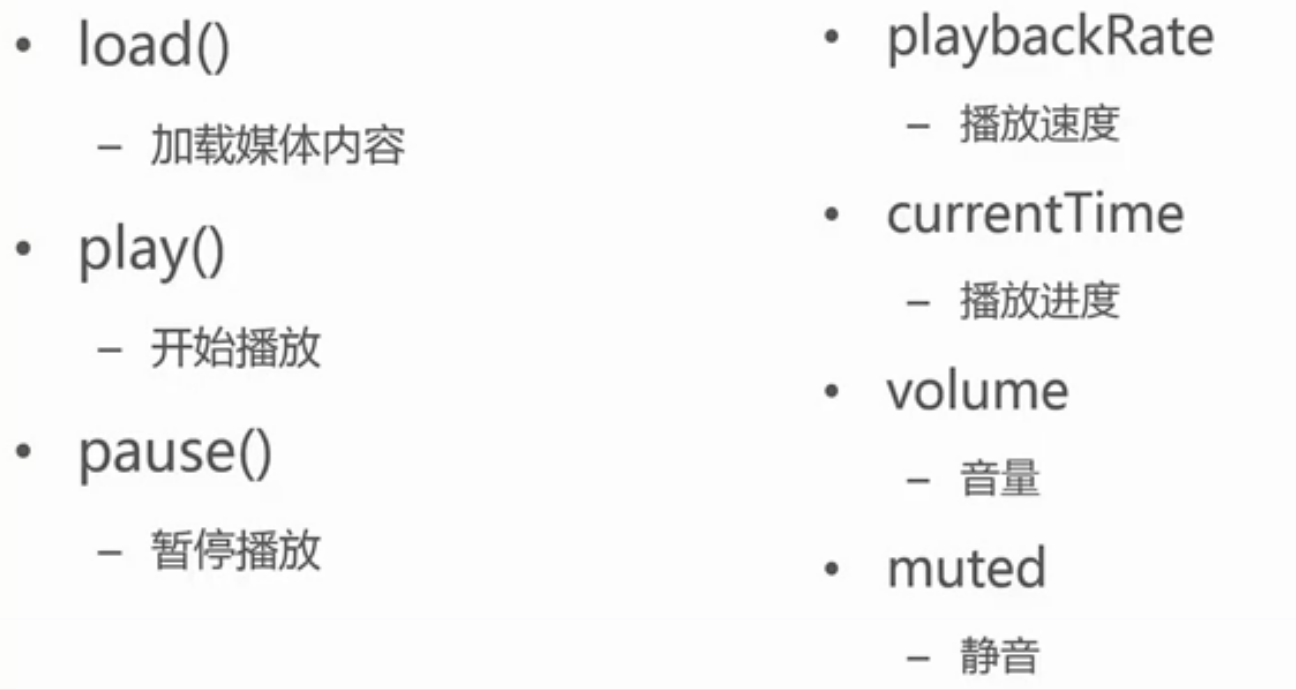 • load()
– 加载媒体内容
• play()
– 开始播放
• pause()
– 暂停播放
• playbackRate
– 播放速度
• currentTime
– 播放进度
• volume
– 音量
• muted
– 静音